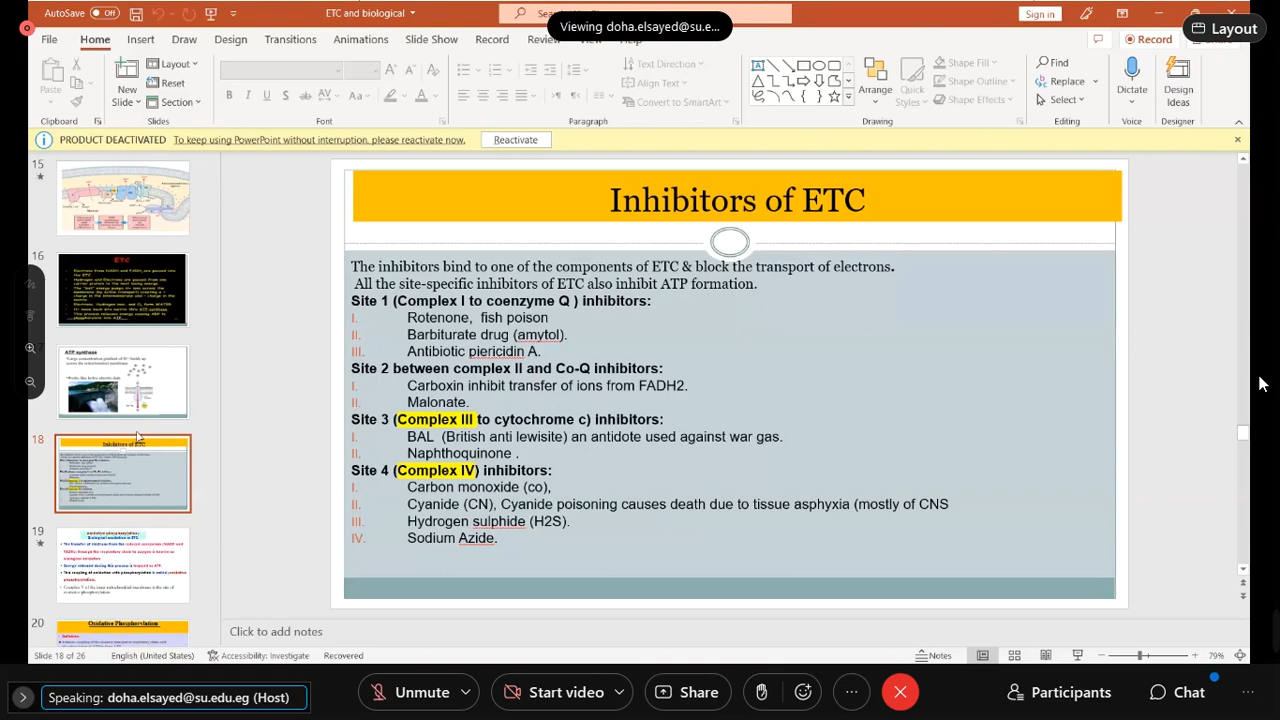 AutoSave Off
ETC and biological
Search
Sign in
Viewing doha.elsayed@su.e...
Layout
File Home Insert Draw Design Transitions Animations Slide Show Record Review View Help
Record
Paste
New Slide
Layout
Reset
Section
Text Direction
Align Text
Convert to SmartArt
Arrange
Quick Styles
Shape Fill
Shape Outline
Shape Effects
Find
Replace
Select
Dictate
Design Ideas
Clipboard Slides Font Paragraph Drawing Editing Voice Designer
PRODUCT DEACTIVATED To keep using PowerPoint without interruption, please reactivate now. Reactivate
15
16
ETC
18
Inhibitors of ETC
19
20
Oxidative Phosphorylation
ATP synthase
Inhibitors of ETC
The inhibitors bind to one of the components of ETC & block the transport of electrons.
All the site-specific inhibitors of ETC also inhibit ATP formation.
Site 1 (Complex I to coenzyme Q ) inhibitors:
I. Rotenone, fish poison
II. Barbiturate drug (amytol).
III. Antibiotic piericidin A.
Site 2 between complex II and Co-Q inhibitors:
I. Carboxin inhibit transfer of ions from FADH2.
II. Malonate.
Site 3 (Complex III to cytochrome c) inhibitors:
I. BAL (British anti lewisite) an antidote used against war gas.
II. Naphthoquinone .
Site 4 (Complex IV) inhibitors:
I. Carbon monoxide (co),
II. Cyanide (CN), Cyanide poisoning causes death due to tissue asphyxia (mostly of CNS
III. Hydrogen sulphide (H2S).
IV. Sodium Azide.
Click to add notes
Slide 18 of 26 English (United States) Accessibility: Investigate Recovered Notes 79%
Speaking: doha.elsayed@su.edu.eg (Host)
Unmute
Start video
Share
Participants
Chat